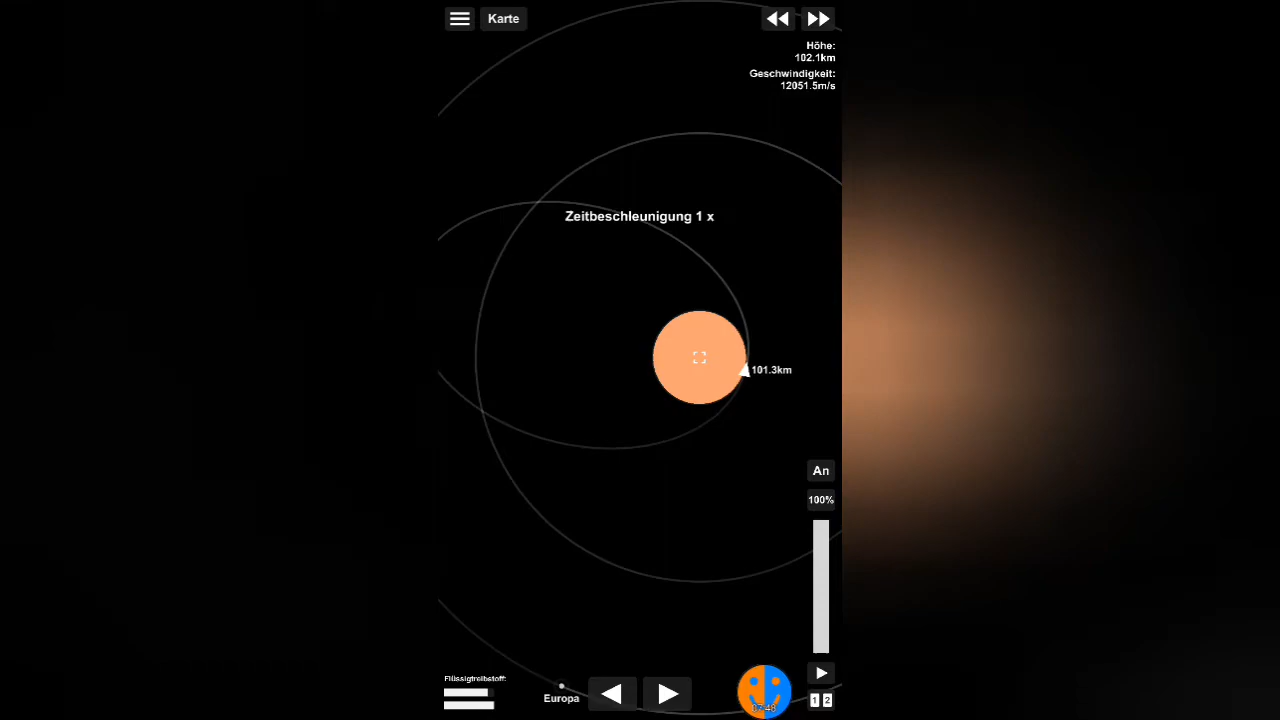 Karte
Höhe:
102.1km
Geschwindigkeit:
12051.5m/s
Zeitbeschleunigung 1 x
101.3km
An
100%
Flüssigtreibstoff:
Europa
07:48
1 2